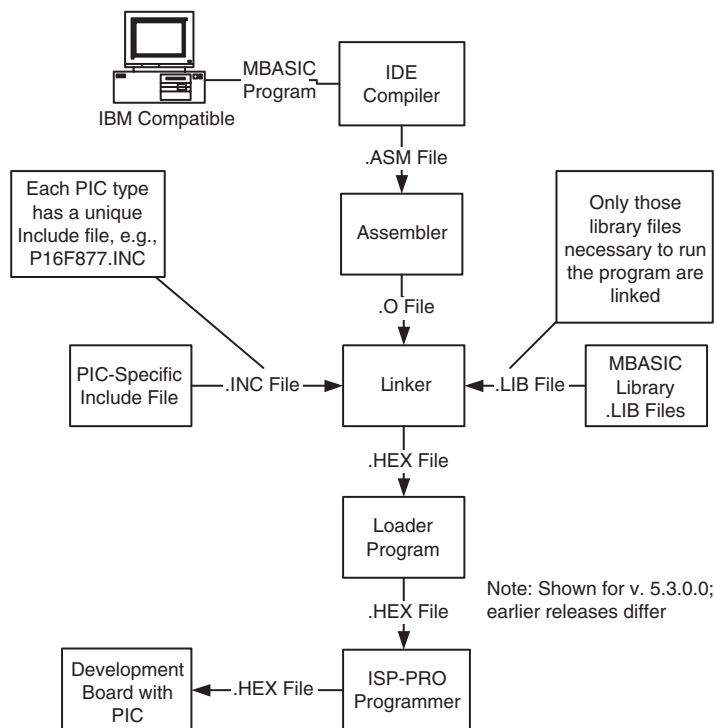 IBM Compatible
MBASIC
Program
IDE
Compiler
.ASM File
Each PIC type
has a unique
Include file, e.g.,
P16F877.INC
Assembler
Only those
library files
necessary to run
the program are
linked
.O File
PIC-Specific
Include File
.INC File
Linker
.LIB File
MBASIC
Library
.LIB Files
.HEX File
Loader
Program
Note: Shown for v. 5.3.0.0;
earlier releases differ
.HEX File
Development
Board with
PIC
.HEX File
ISP-PRO
Programmer